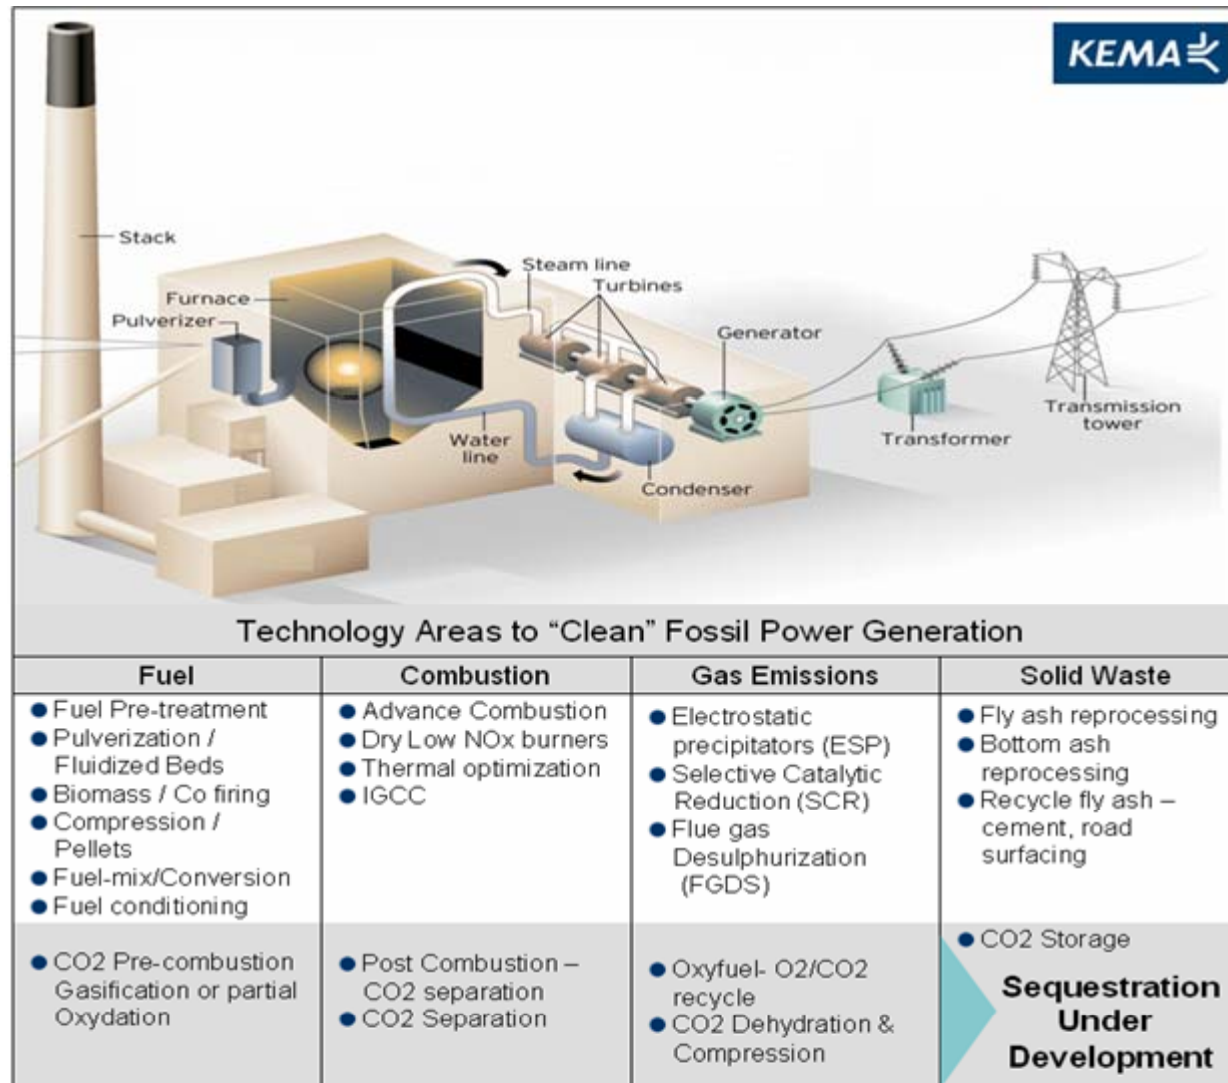 KEMA
Stack
Steam line
Turbines
Furnace
Pulverizer
Generator
Water
line
Condenser
Transformer
Transmission
tower
Technology Areas to “Clean” Fossil Power Generation
Fuel
Fuel Pre-treatment
Pulverization /
Fluidized Beds
Biomass / Co firing
Compression /
Pellets
Fuel-mix/Conversion
Fuel conditioning
CO2 Pre-combustion
Gasification or partial
Oxydation
Combustion
Advance Combustion
Dry Low NOx burners
Thermal optimization
IGCC
Post Combustion –
CO2 separation
CO2 Separation
Gas Emissions
Electrostatic
precipitators (ESP)
Selective Catalytic
Reduction (SCR)
Flue gas
Desulphurization
(FGDS)
Oxyfuel- O2/CO2
recycle
CO2 Dehydration &
Compression
Solid Waste
Fly ash reprocessing
Bottom ash
reprocessing
Recycle fly ash –
cement, road
surfacing
CO2 Storage
Sequestration
Under
Development